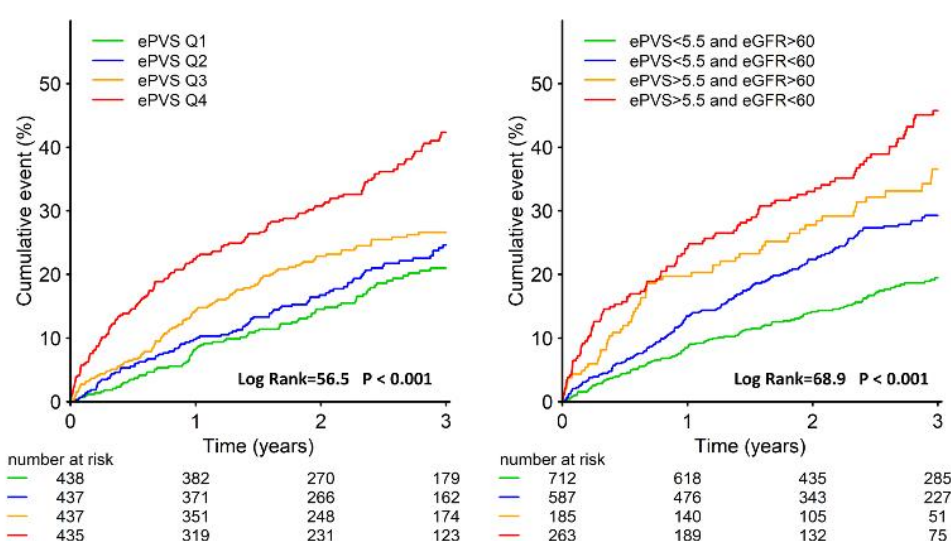 ePVS Q1
ePVS Q2
ePVS Q3
ePVS Q4
Cumulative event (%)
50
40
30
20
10
0
Log Rank=56.5 P < 0.001
0 1 2 3
Time (years)
number at risk
438 382 270 179
437 371 266 162
437 351 248 174
435 319 231 123
ePVS<5.5 and eGFR>60
ePVS<5.5 and eGFR<60
ePVS>5.5 and eGFR>60
ePVS>5.5 and eGFR<60
Cumulative event (%)
50
40
30
20
10
0
Log Rank=68.9 P < 0.001
0 1 2 3
Time (years)
number at risk
712 618 435 285
587 476 343 227
185 140 105 51
263 189 132 75